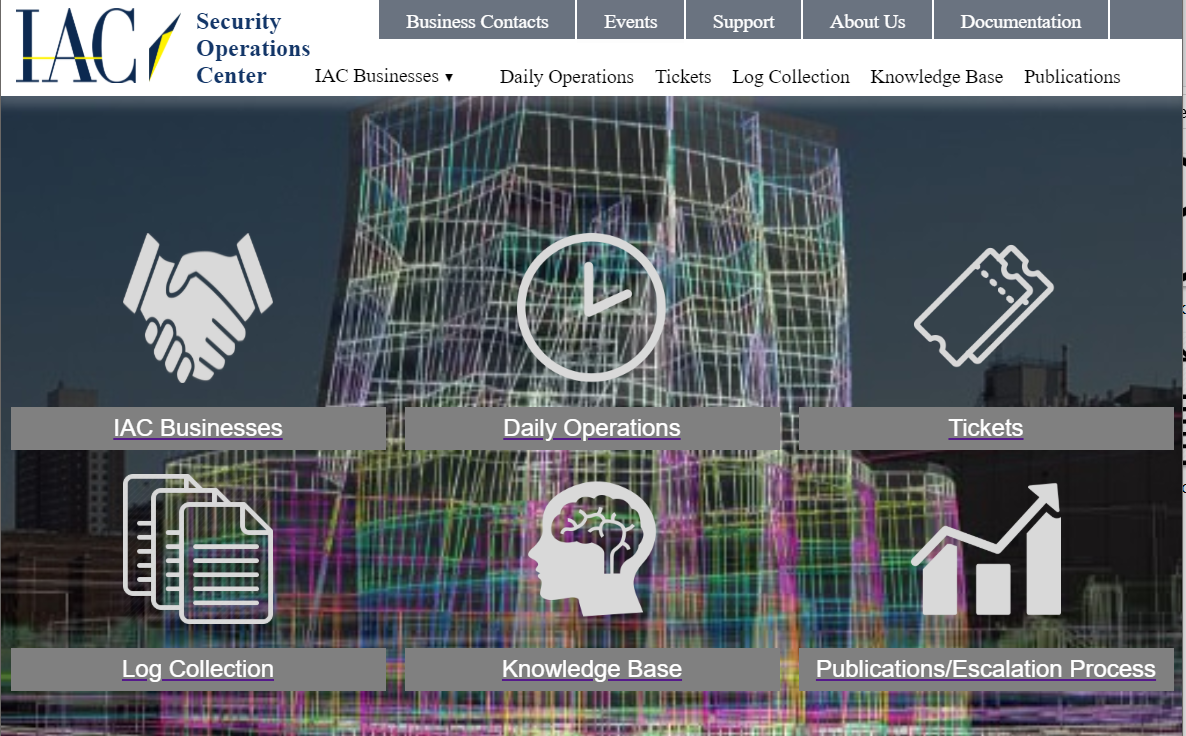 IAC
Security
Operations
Center
Business Contacts
Events
Support
About Us
Documentation
IAC Businesses ▼
Daily Operations
Tickets
Log Collection
Knowledge Base
Publications
IAC Businesses
Daily Operations
Tickets
Log Collection
Knowledge Base
Publications/Escalation Process